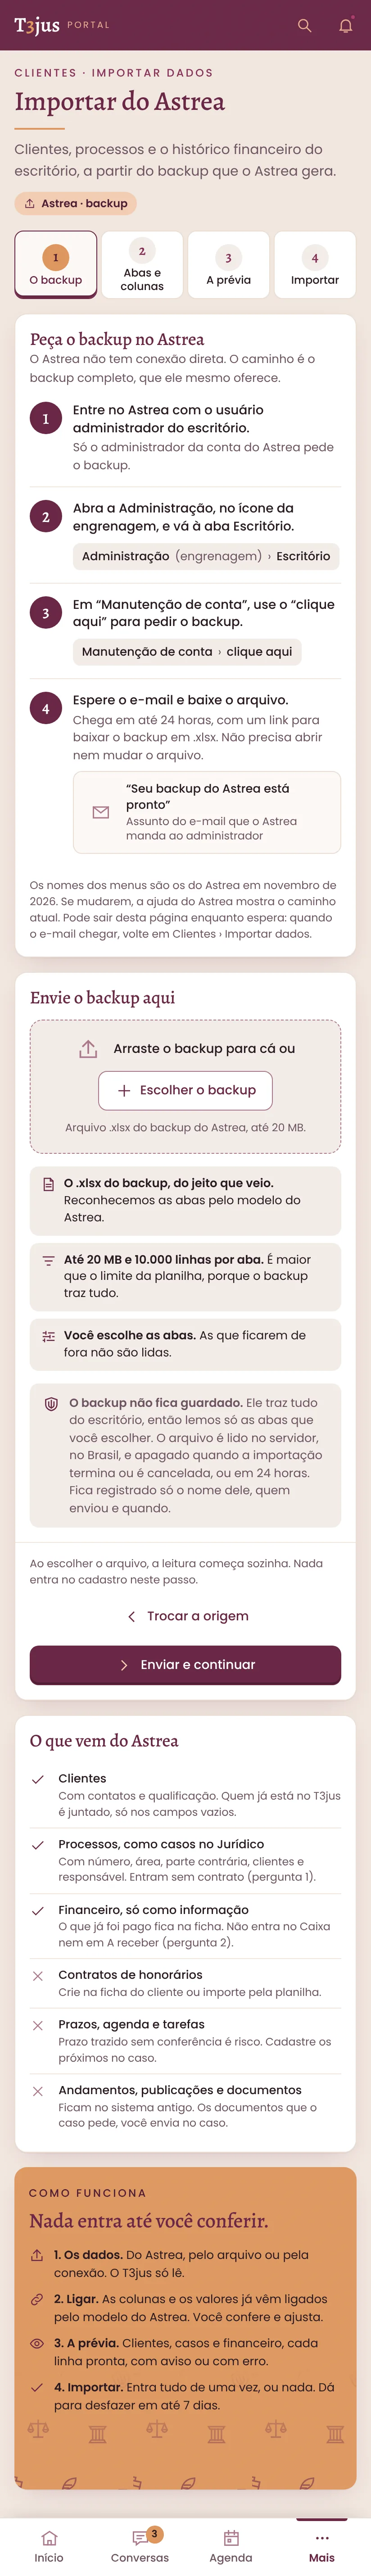 T3jus PORTAL
CLIENTES · IMPORTAR DADOS
Importar do Astrea
Clientes, processos e o histórico financeiro do
escritório, a partir do backup que o Astrea gera.
Astrea · backup
1
O backup
2
Abas e
colunas
3
A prévia
4
Importar
Peça o backup no Astrea
O Astrea não tem conexão direta. O caminho é o
backup completo, que ele mesmo oferece.
1
Entre no Astrea com o usuário
administrador do escritório.
Só o administrador da conta do Astrea pede
o backup.
2
Abra a Administração, no ícone da
engrenagem, e vá à aba Escritório.
Administração (engrenagem) › Escritório
3
Em “Manutenção de conta”, use o “clique
aqui” para pedir o backup.
Manutenção de conta › clique aqui
4
Espere o e-mail e baixe o arquivo.
Chega em até 24 horas, com um link para
baixar o backup em .xlsx. Não precisa abrir
nem mudar o arquivo.
“Seu backup do Astrea está
pronto”
Assunto do e-mail que o Astrea
manda ao administrador
Os nomes dos menus são os do Astrea em novembro de
2026. Se mudarem, a ajuda do Astrea mostra o caminho
atual. Pode sair desta página enquanto espera: quando
o e-mail chegar, volte em Clientes › Importar dados.
Envie o backup aqui
Arraste o backup para cá ou
Escolher o backup
Arquivo .xlsx do backup do Astrea, até 20 MB.
O .xlsx do backup, do jeito que veio.
Reconhecemos as abas pelo modelo do
Astrea.
Até 20 MB e 10.000 linhas por aba. É maior
que o limite da planilha, porque o backup
traz tudo.
Você escolhe as abas. As que ficarem de
fora não são lidas.
O backup não fica guardado. Ele traz tudo
do escritório, então lemos só as abas que
você escolher. O arquivo é lido no servidor,
no Brasil, e apagado quando a importação
termina ou é cancelada, ou em 24 horas.
Fica registrado só o nome dele, quem
enviou e quando.
Ao escolher o arquivo, a leitura começa sozinha. Nada
entra no cadastro neste passo.
Trocar a origem
Enviar e continuar
O que vem do Astrea
Clientes
Com contatos e qualificação. Quem já está no T3jus
é juntado, só nos campos vazios.
Processos, como casos no Jurídico
Com número, área, parte contrária, clientes e
responsável. Entram sem contrato (pergunta 1).
Financeiro, só como informação
O que já foi pago fica na ficha. Não entra no Caixa
nem em A receber (pergunta 2).
Contratos de honorários
Crie na ficha do cliente ou importe pela planilha.
Prazos, agenda e tarefas
Prazo trazido sem conferência é risco. Cadastre os
próximos no caso.
Andamentos, publicações e documentos
Ficam no sistema antigo. Os documentos que o
caso pede, você envia no caso.
COMO FUNCIONA
Nada entra até você conferir.
1. Os dados. Do Astrea, pelo arquivo ou pela
conexão. O T3jus só lê.
2. Ligar. As colunas e os valores já vêm ligados
pelo modelo do Astrea. Você confere e ajusta.
3. A prévia. Clientes, casos e financeiro, cada
linha pronta, com aviso ou com erro.
4. Importar. Entra tudo de uma vez, ou nada. Dá
para desfazer em até 7 dias.
Início
3
Conversas
Agenda
Mais